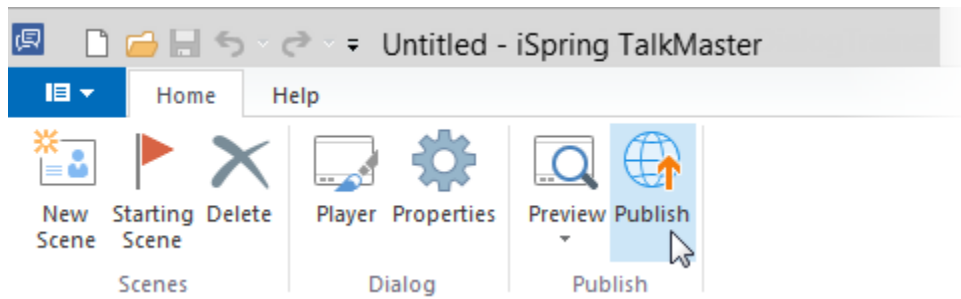 Untitled - iSpring TalkMaster
Home Help
New Starting Delete Player Properties Preview Publish
Scene Scene
Scenes Dialog Publish